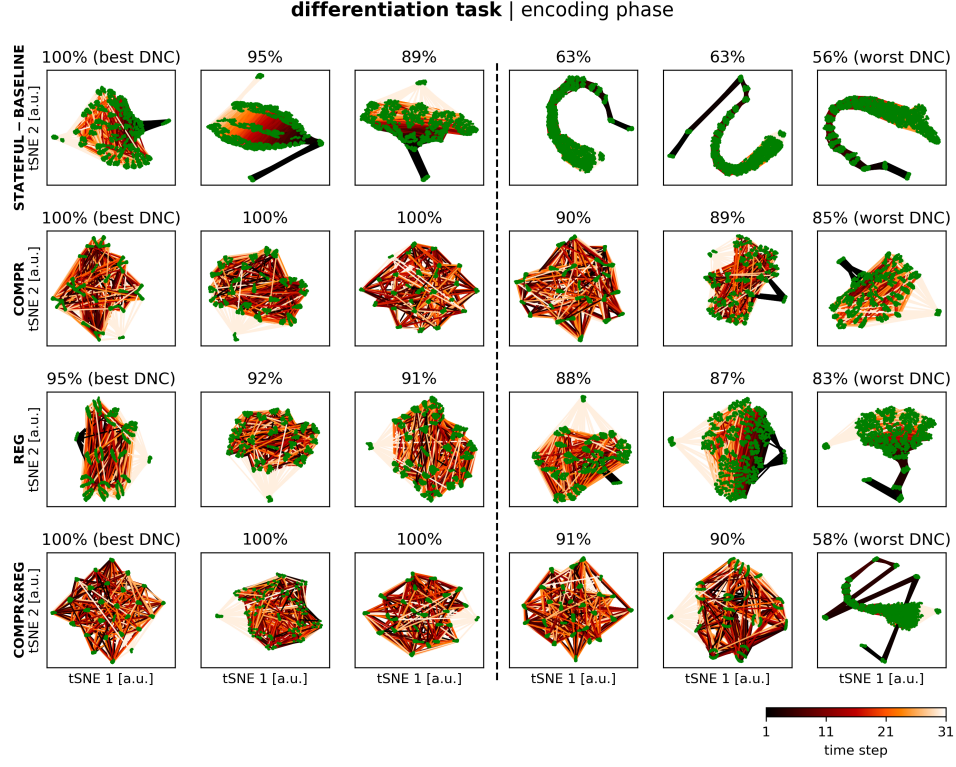 differentiation task | encoding phase
STATEFUL – BASELINE
tSNE 2 [a.u.]
100% (best DNC)
95%
89%
63%
63%
56% (worst DNC)
COMPR
tSNE 2 [a.u.]
100% (best DNC)
100%
100%
90%
89%
85% (worst DNC)
REG
tSNE 2 [a.u.]
95% (best DNC)
92%
91%
88%
87%
83% (worst DNC)
COMPR&REG
tSNE 2 [a.u.]
100% (best DNC)
100%
100%
91%
90%
58% (worst DNC)
tSNE 1 [a.u.]
tSNE 1 [a.u.]
tSNE 1 [a.u.]
tSNE 1 [a.u.]
tSNE 1 [a.u.]
tSNE 1 [a.u.]
1
11
21
31
time step